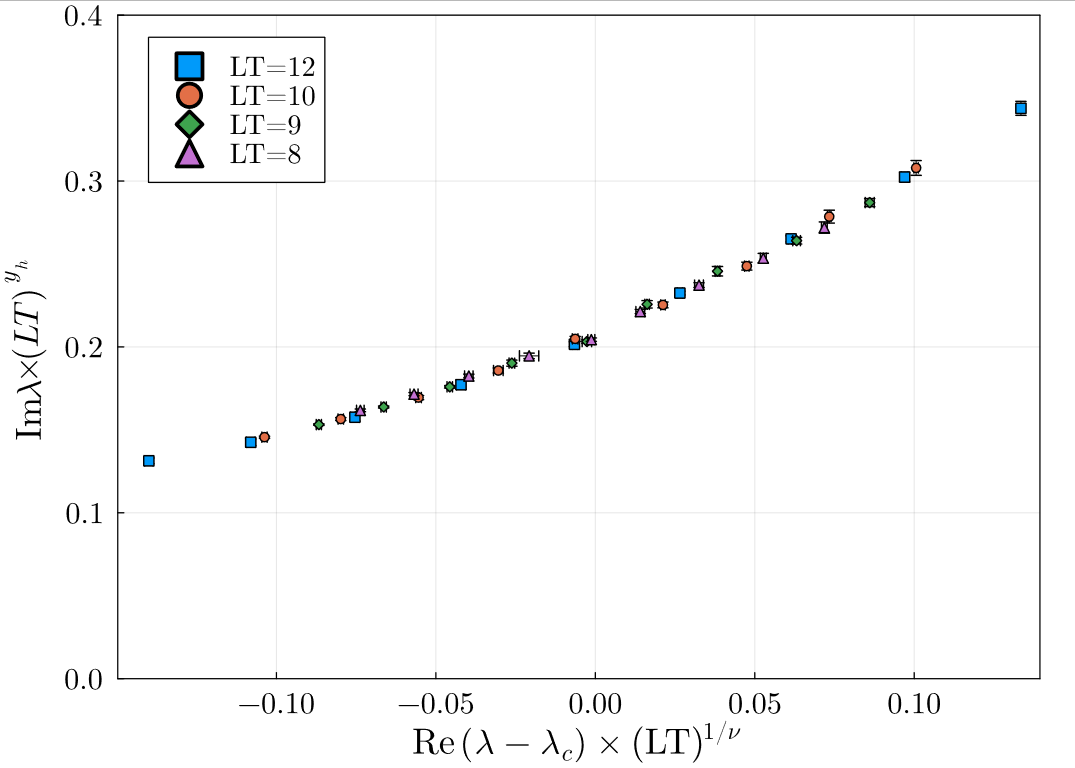 0.4
0.3
0.2
0.1
0.0
Imλ×(LT)^{y_h}
LT=12
LT=10
LT=9
LT=8
−0.10
−0.05
0.00
0.05
0.10
Re (λ − λ_c) × (LT)^{1/ν}